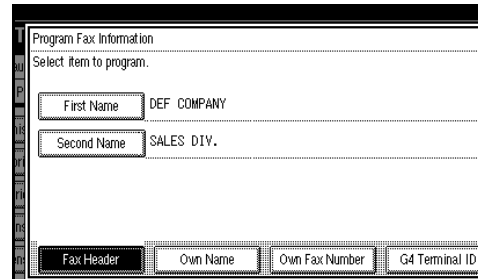 Program Fax Information
Select item to program.
First Name DEF COMPANY
Second Name SALES DIV.
Fax Header Own Name Own Fax Number G4 Terminal ID